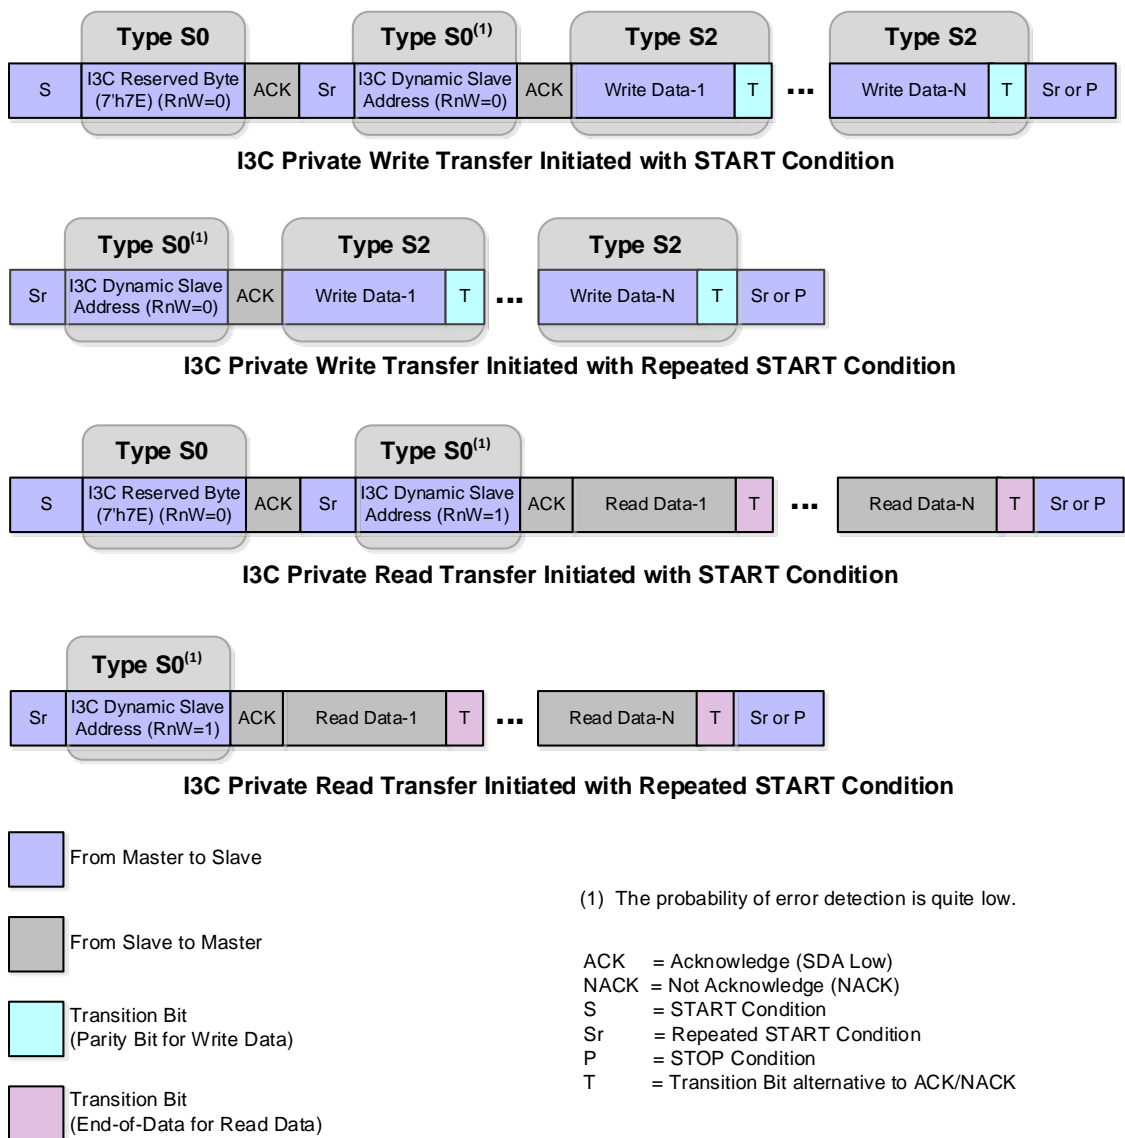 Type S0
Type S0(1)
Type S2
Type S2
S
I3C Reserved Byte
(7'h7E) (RnW=0)
ACK
Sr
I3C Dynamic Slave
Address (RnW=0)
ACK
Write Data-1
T
...
Write Data-N
T
Sr or P
I3C Private Write Transfer Initiated with START Condition
Type S0(1)
Type S2
Type S2
Sr
I3C Dynamic Slave
Address (RnW=0)
ACK
Write Data-1
T
...
Write Data-N
T
Sr or P
I3C Private Write Transfer Initiated with Repeated START Condition
Type S0
Type S0(1)
S
I3C Reserved Byte
(7'h7E) (RnW=0)
ACK
Sr
I3C Dynamic Slave
Address (RnW=1)
ACK
Read Data-1
T
...
Read Data-N
T
Sr or P
I3C Private Read Transfer Initiated with START Condition
Type S0(1)
Sr
I3C Dynamic Slave
Address (RnW=1)
ACK
Read Data-1
T
...
Read Data-N
T
Sr or P
I3C Private Read Transfer Initiated with Repeated START Condition
From Master to Slave
From Slave to Master
Transition Bit
(Parity Bit for Write Data)
Transition Bit
(End-of-Data for Read Data)
(1) The probability of error detection is quite low.
ACK = Acknowledge (SDA Low)
NACK = Not Acknowledge (NACK)
S = START Condition
Sr = Repeated START Condition
P = STOP Condition
T = Transition Bit alternative to ACK/NACK